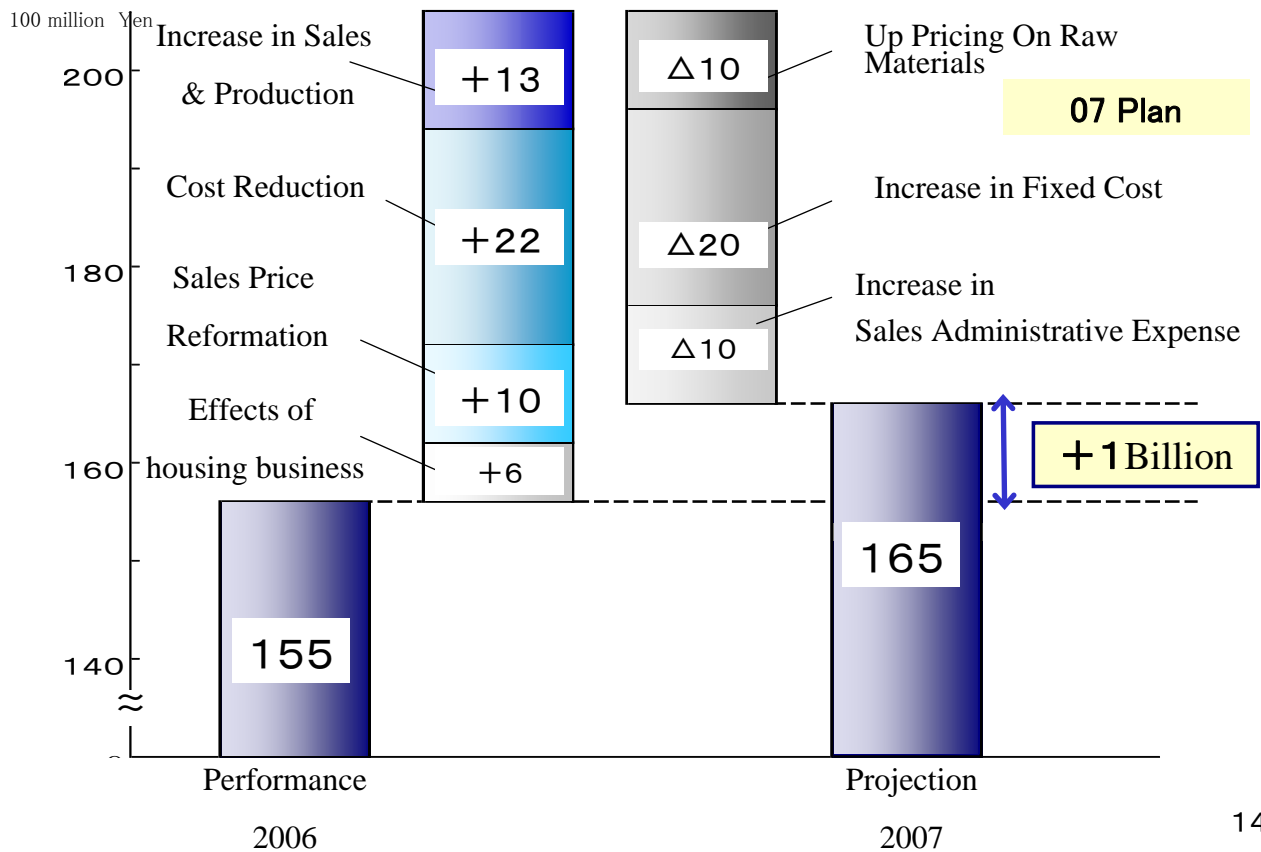 100 million Yen
Increase in Sales
& Production
+13
△10
Up Pricing On Raw
Materials
200
07 Plan
Cost Reduction
+22
△20
Increase in Fixed Cost
180
Sales Price
Reformation
+10
△10
Increase in
Sales Administrative Expense
Effects of
housing business
+6
160
+1Billion
155
165
140
≈
Performance
2006
Projection
2007
14